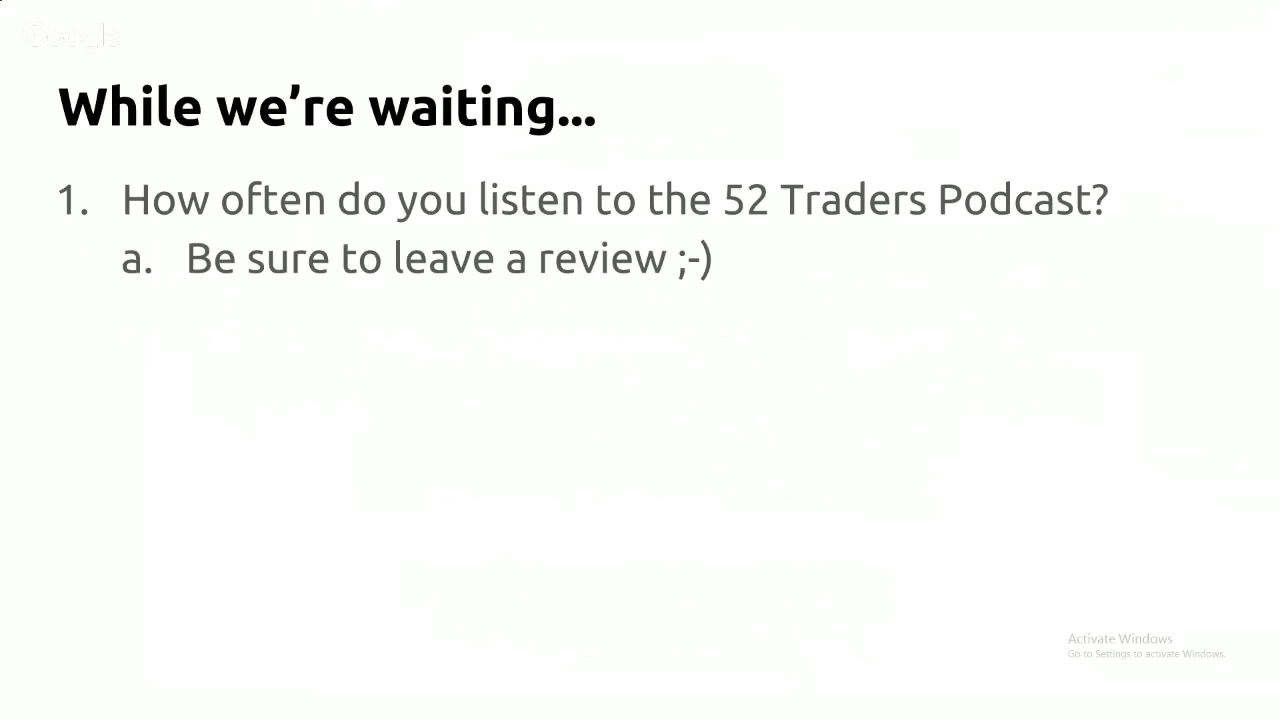 Google
While we’re waiting...
1. How often do you listen to the 52 Traders Podcast?
a. Be sure to leave a review ;-)
Activate Windows
Go to Settings to activate Windows.